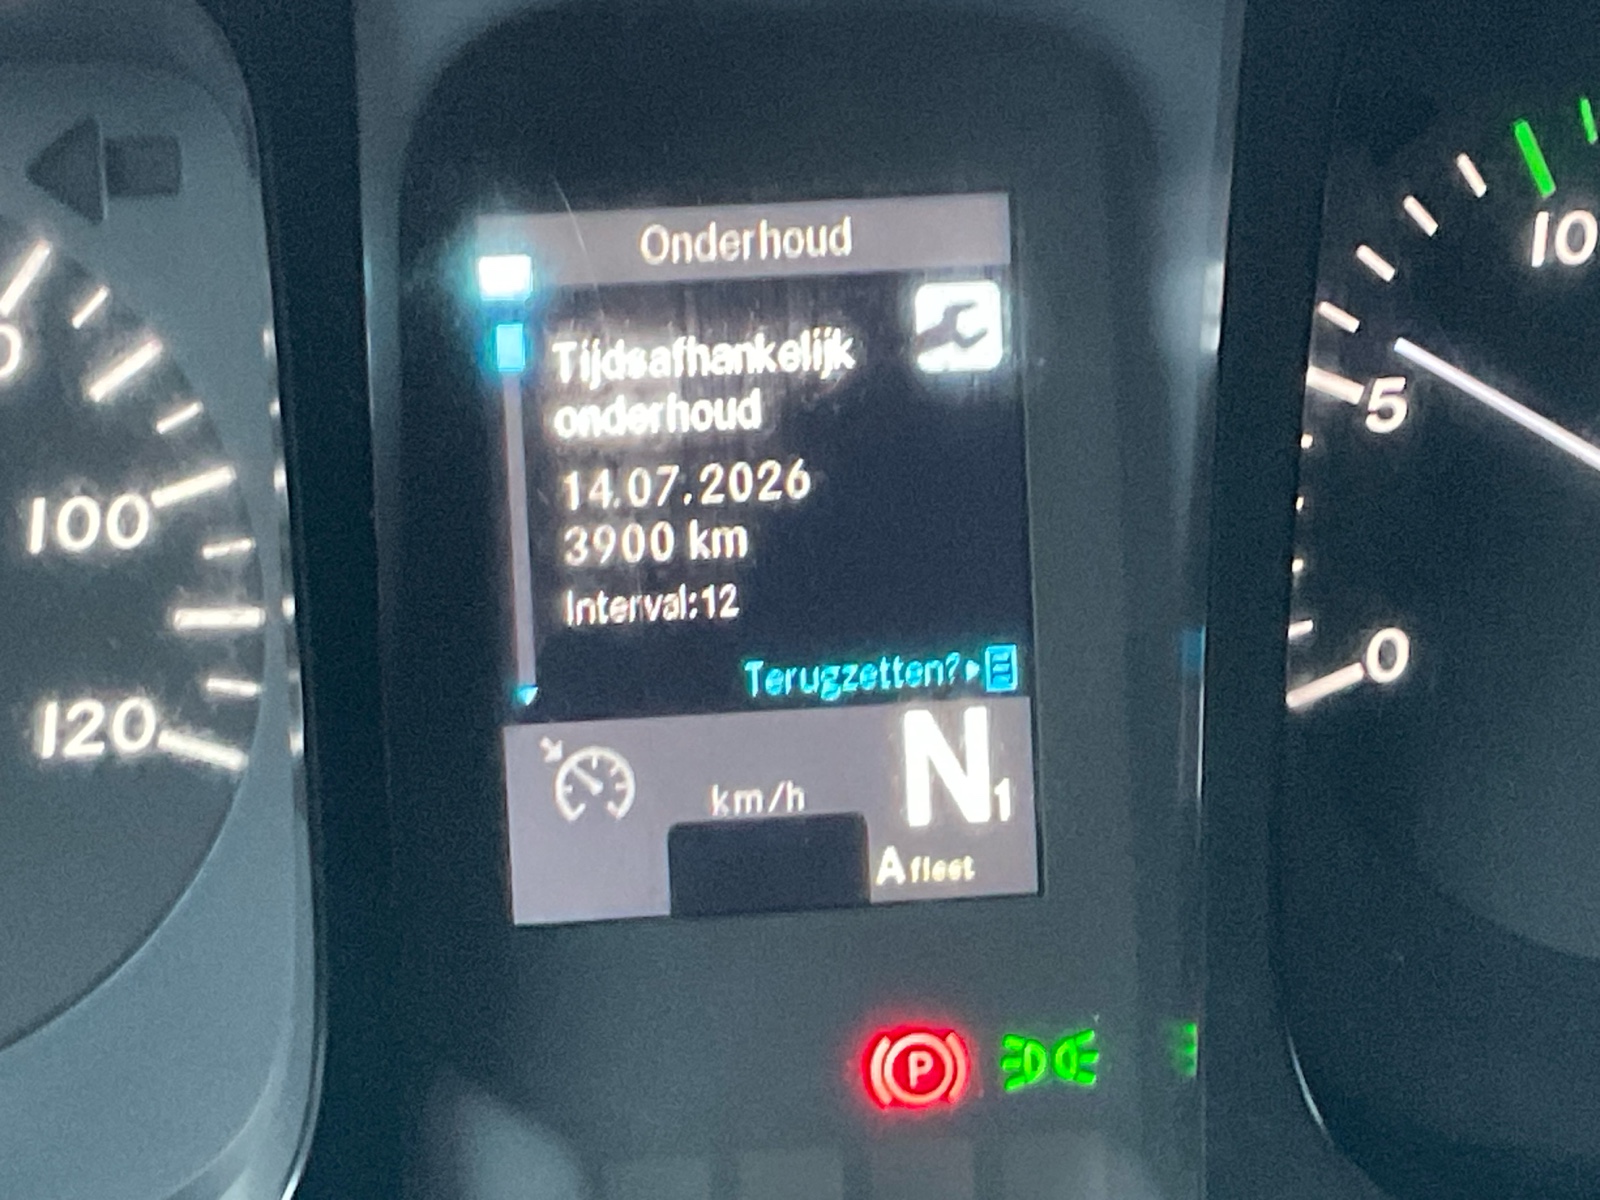 Onderhoud
Tijdsafhankelijk
onderhoud
14.07.2026
3900 km
Interval:12
Terugzetten?
km/h
N1
A fleet
100
120
10
5
0
P